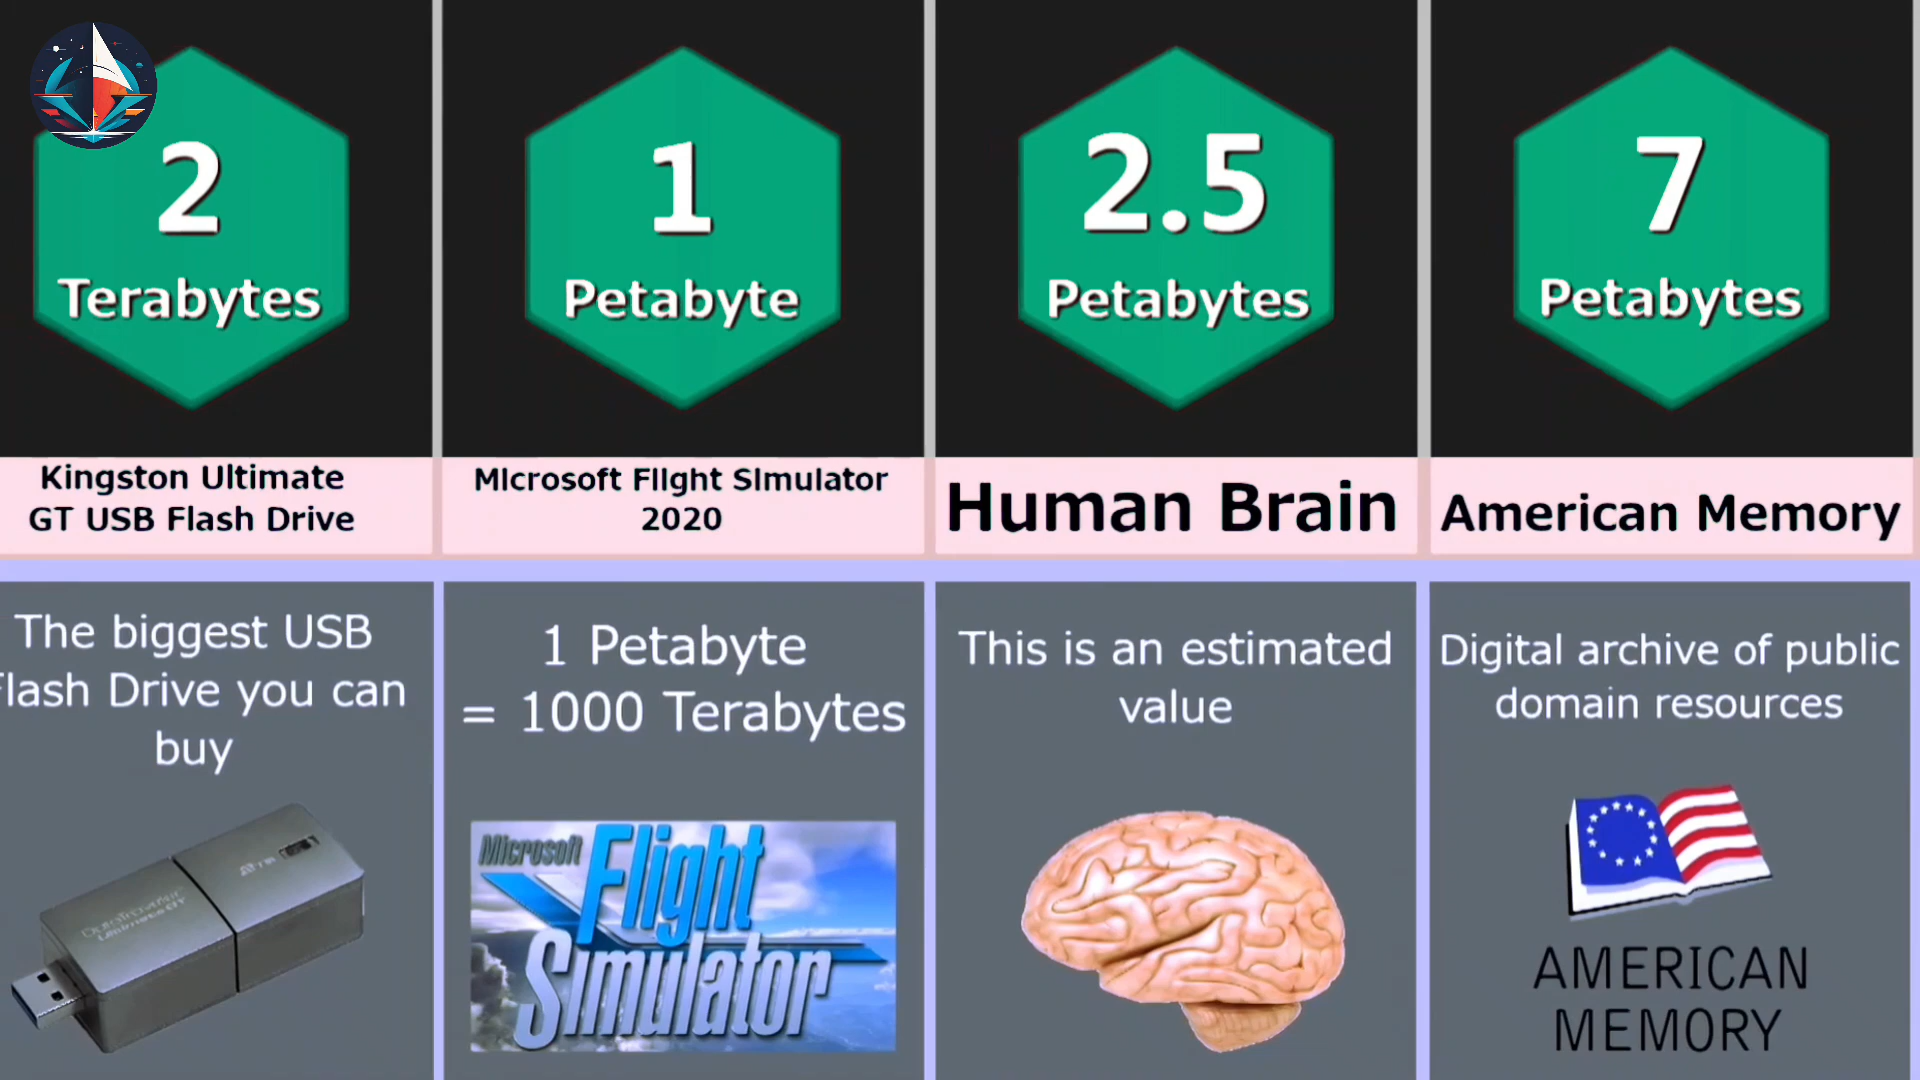 2
Terabytes
Kingston Ultimate
GT USB Flash Drive
The biggest USB
Flash Drive you can
buy
1
Petabyte
Microsoft Flight Simulator
2020
1 Petabyte
= 1000 Terabytes
Microsoft
Flight
Simulator
2.5
Petabytes
Human Brain
This is an estimated
value
7
Petabytes
American Memory
Digital archive of public
domain resources
AMERICAN
MEMORY